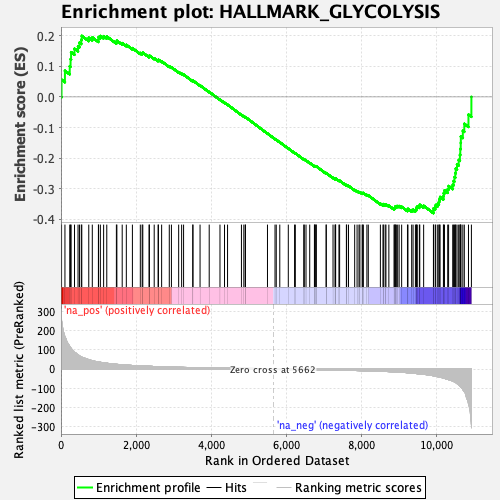 Enrichment plot: HALLMARK_GLYCOLYSIS
Enrichment score (ES)
0.2
0.1
0.0
-0.1
-0.2
-0.3
-0.4
'na_pos' (positively correlated)
Ranked list metric (PreRanked)
300
200
100
0
-100
-200
-300
Zero cross at 5662
'na_neg' (negatively correlated)
0
2,000
4,000
6,000
8,000
10,000
Rank in Ordered Dataset
Enrichment profile
Hits
Ranking metric scores